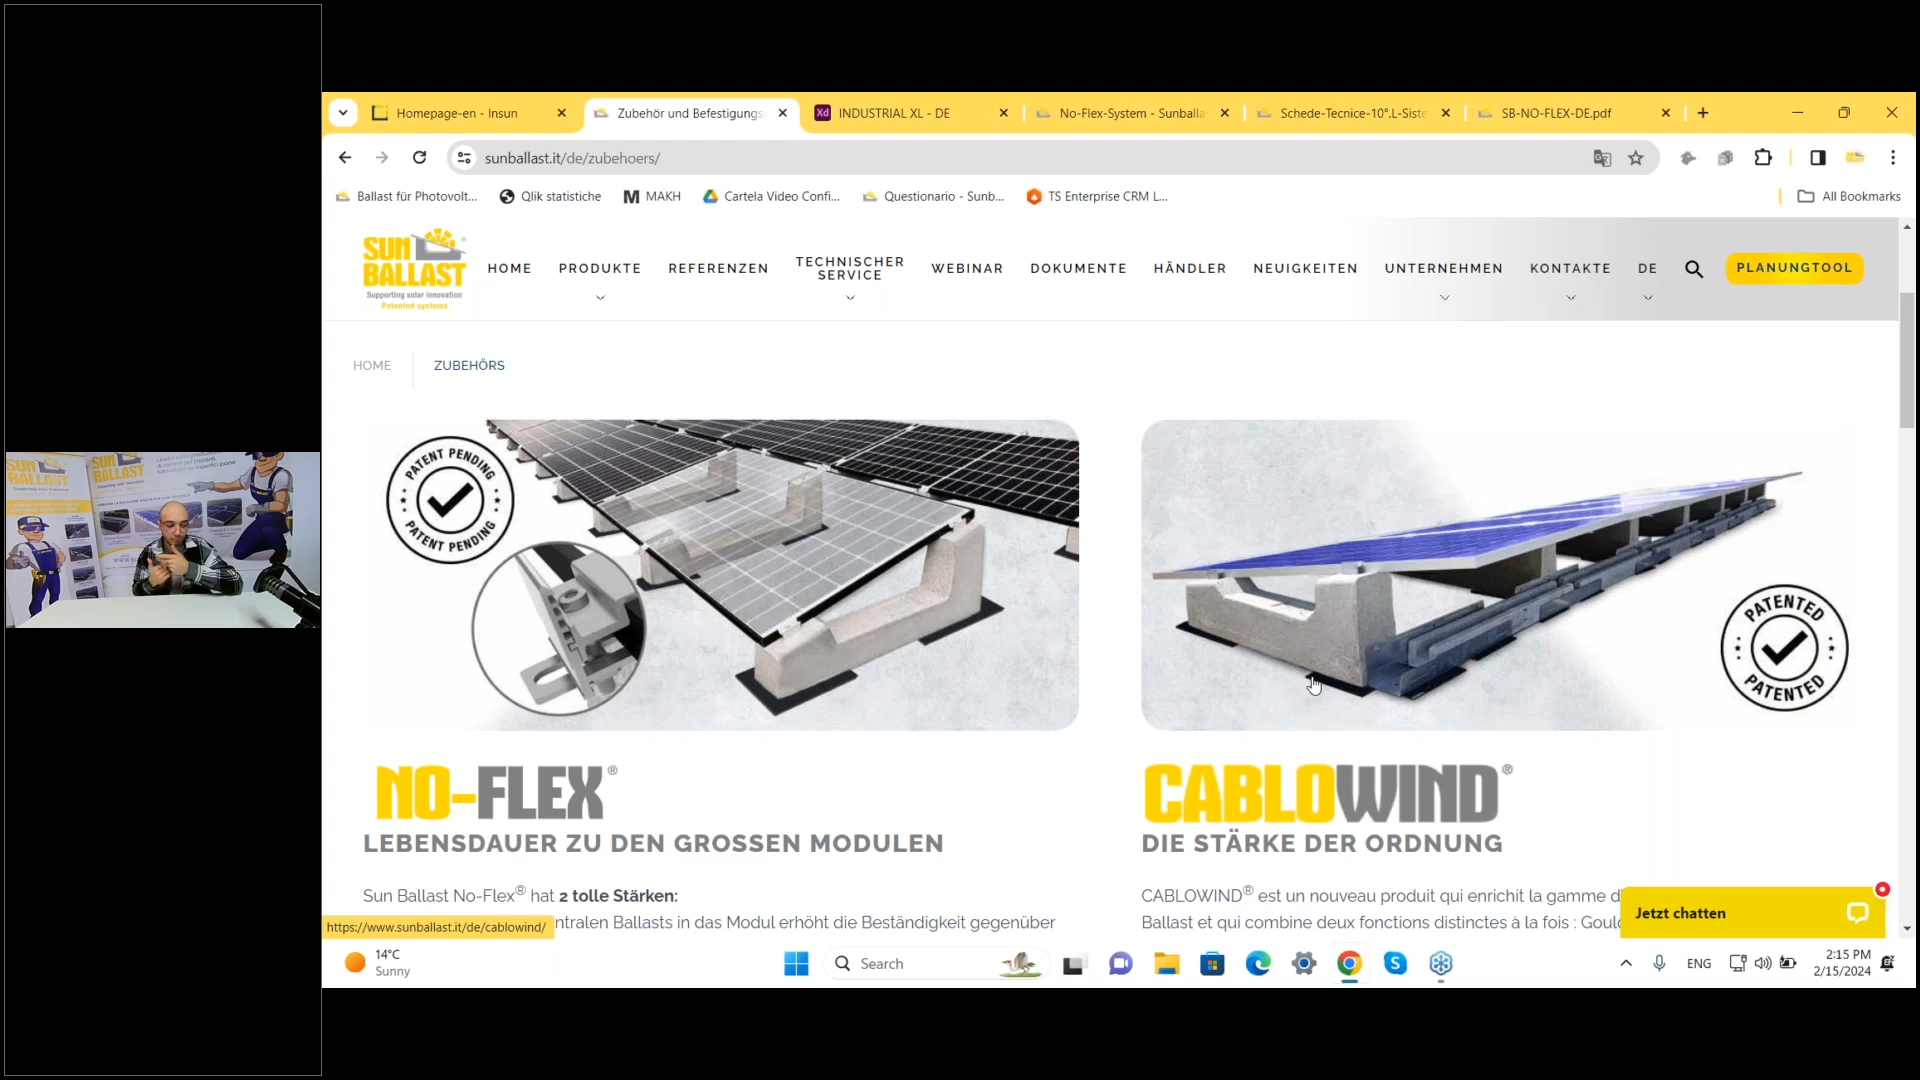 Homepage-en - Insun
Zubehör und Befestigungs
Xd INDUSTRIAL XL - DE
No-Flex-System - Sunballa
Schede-Tecnice-10°.L-Siste
SB-NO-FLEX-DE.pdf
sunballast.it/de/zubehoers/
Ballast für Photovolt...
Qlik statistiche
M MAKH
Cartela Video Confi...
Questionario - Sunb...
TS Enterprise CRM L...
All Bookmarks
SUN
BALLAST
Supporting solar innovation
Patented systems
HOME
PRODUKTE
REFERENZEN
TECHNISCHER
SERVICE
WEBINAR
DOKUMENTE
HÄNDLER
NEUIGKEITEN
UNTERNEHMEN
KONTAKTE
DE
PLANUNGTOOL
HOME
ZUBEHÖRS
PATENT PENDING
PATENT PENDING
PATENTED
PATENTED
NO-FLEX®
LEBENSDAUER ZU DEN GROSSEN MODULEN
Sun Ballast No-Flex® hat 2 tolle Stärken:
ntralen Ballasts in das Modul erhöht die Beständigkeit gegenüber
CABLOWIND®
DIE STÄRKE DER ORDNUNG
CABLOWIND® est un nouveau produit qui enrichit la gamme d'
Ballast et qui combine deux fonctions distinctes à la fois : Goul
https://www.sunballast.it/de/cablowind/
Jetzt chatten
14°C
Sunny
Search
ENG
2:15 PM
2/15/2024
SUN
BALLAST
SUN
BALLAST